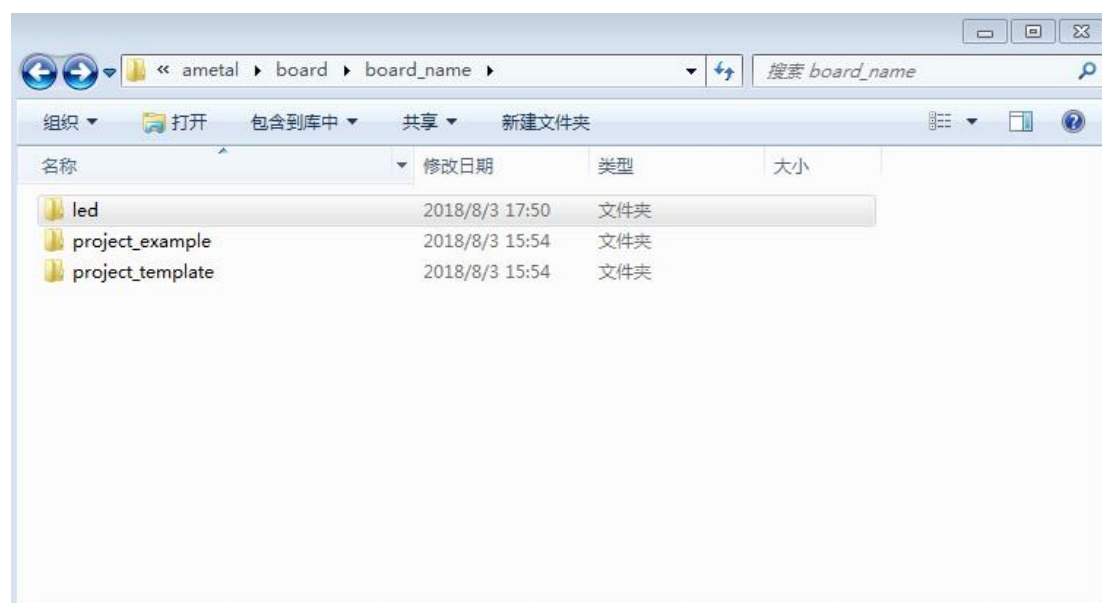 « ametal board board_name 搜索 board_name
组织 打开 包含到库中 共享 新建文件夹
名称 修改日期 类型 大小
led 2018/8/3 17:50 文件夹
project_example 2018/8/3 15:54 文件夹
project_template 2018/8/3 15:54 文件夹